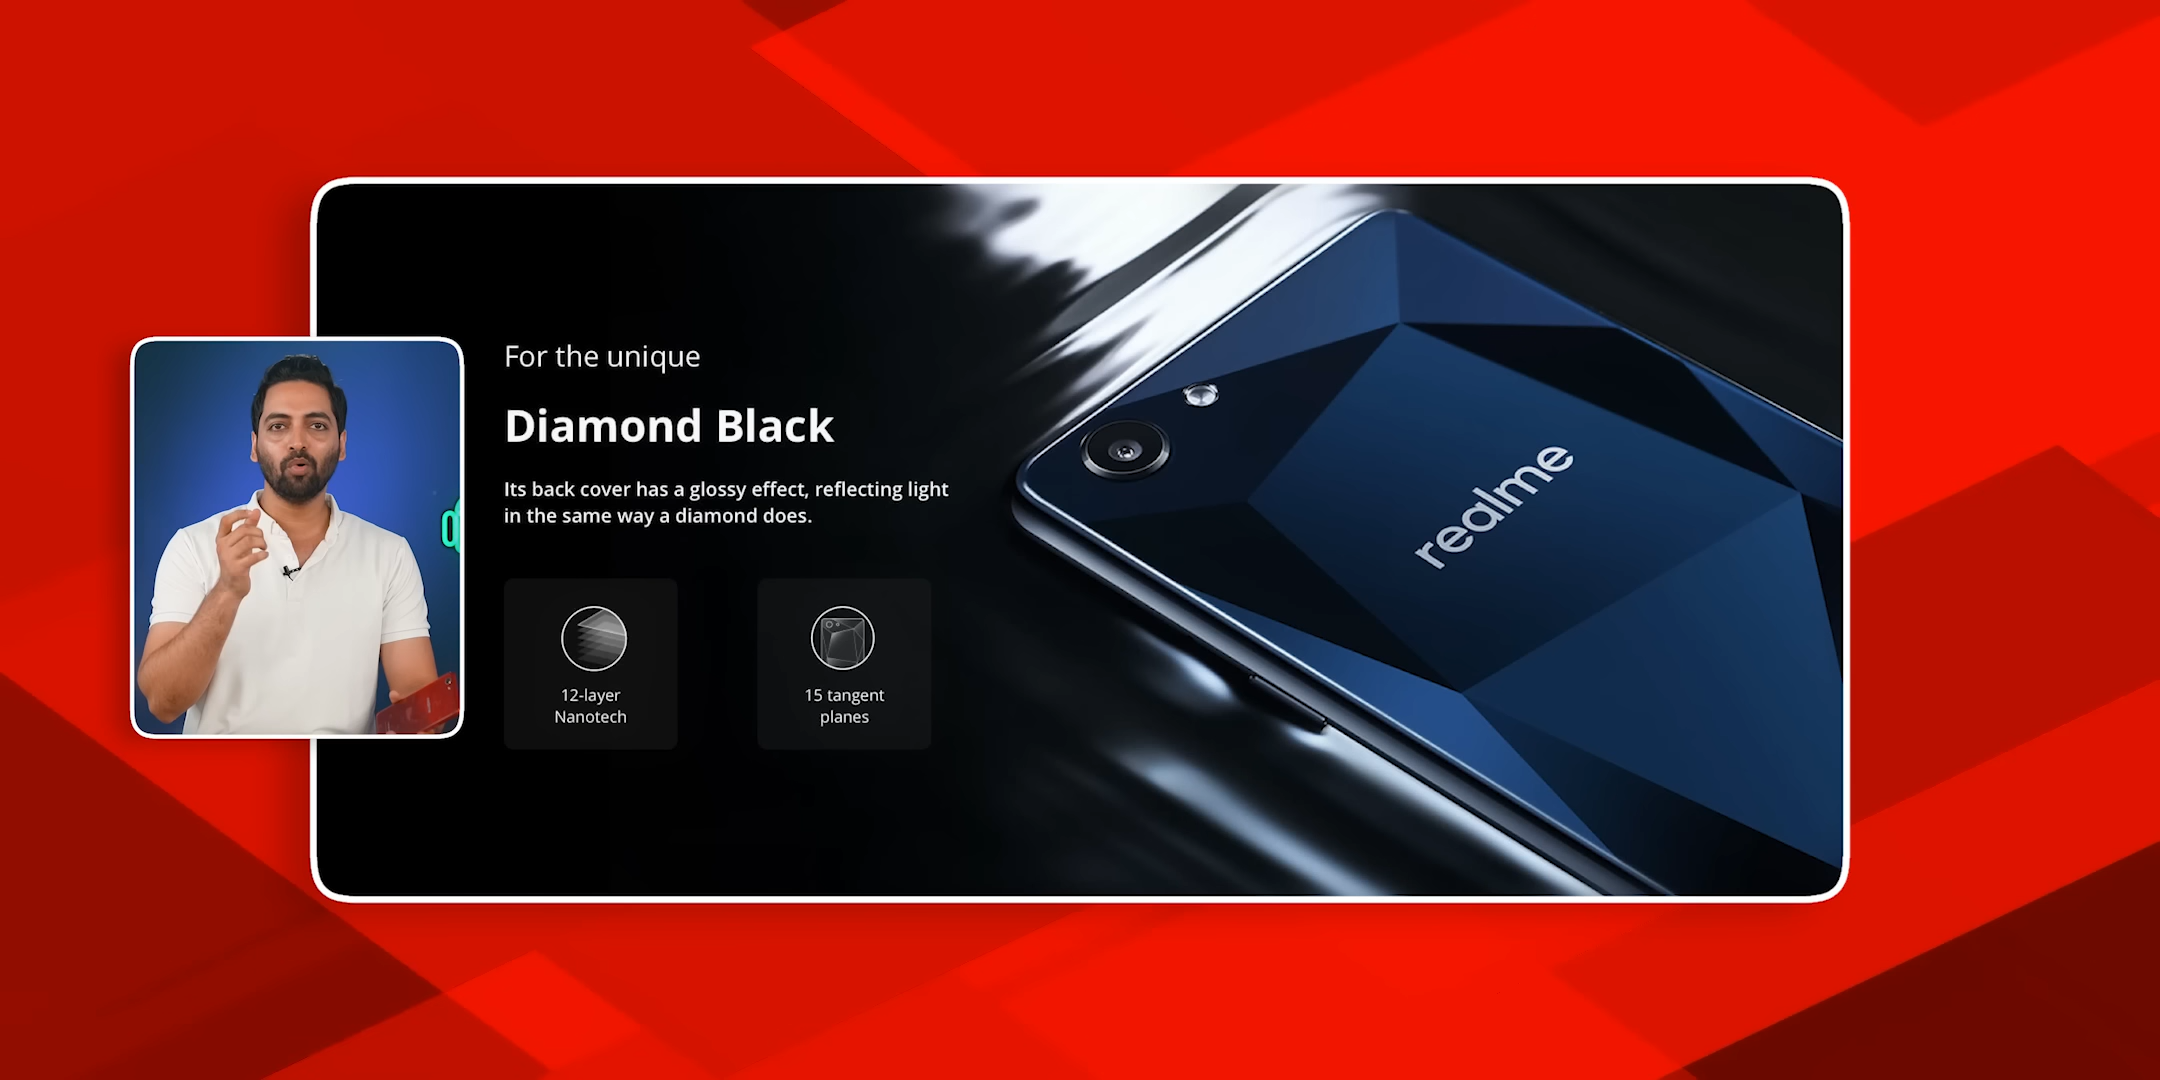 For the unique
Diamond Black
Its back cover has a glossy effect, reflecting light
in the same way a diamond does.
12-layer
Nanotech
15 tangent
planes
realme